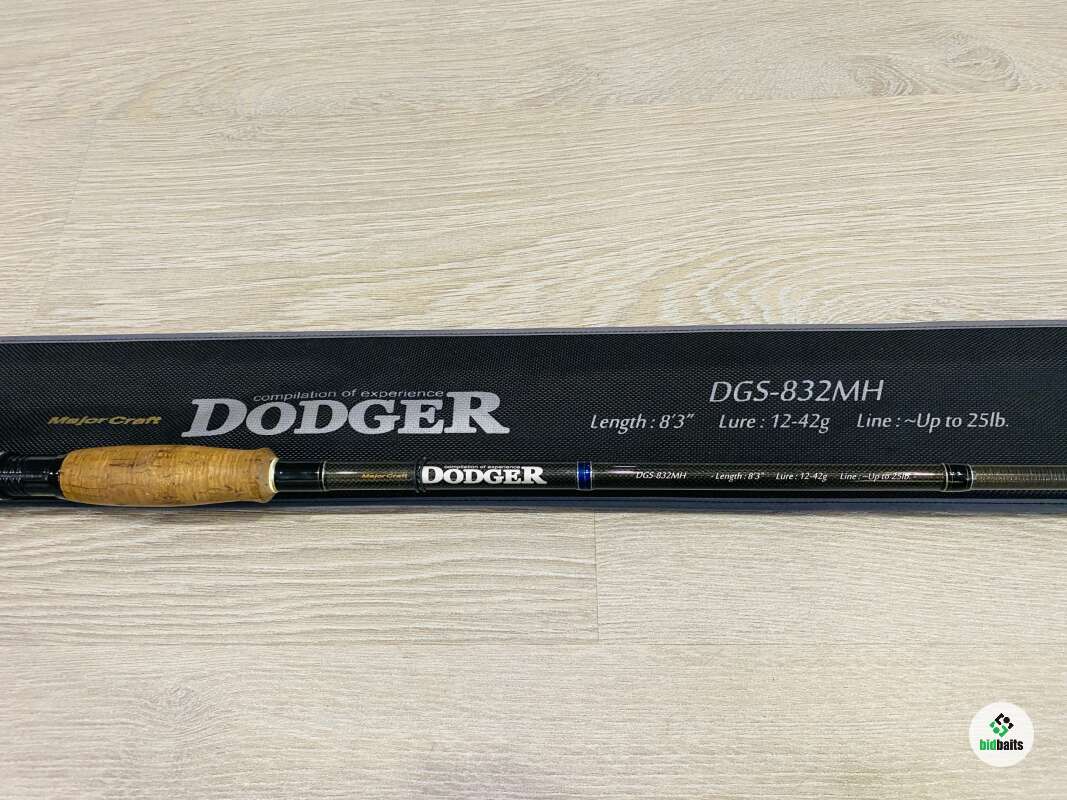 compilation of experience
Major Craft DODGER
DGS-832MH
Length : 8'3" Lure : 12-42g Line : ~Up to 25lb.
compilation of experience
Major Craft DODGER DGS-832MH - Length : 8'3" Lure : 12-42g Line : ~Up to 25lb.
bidbaits